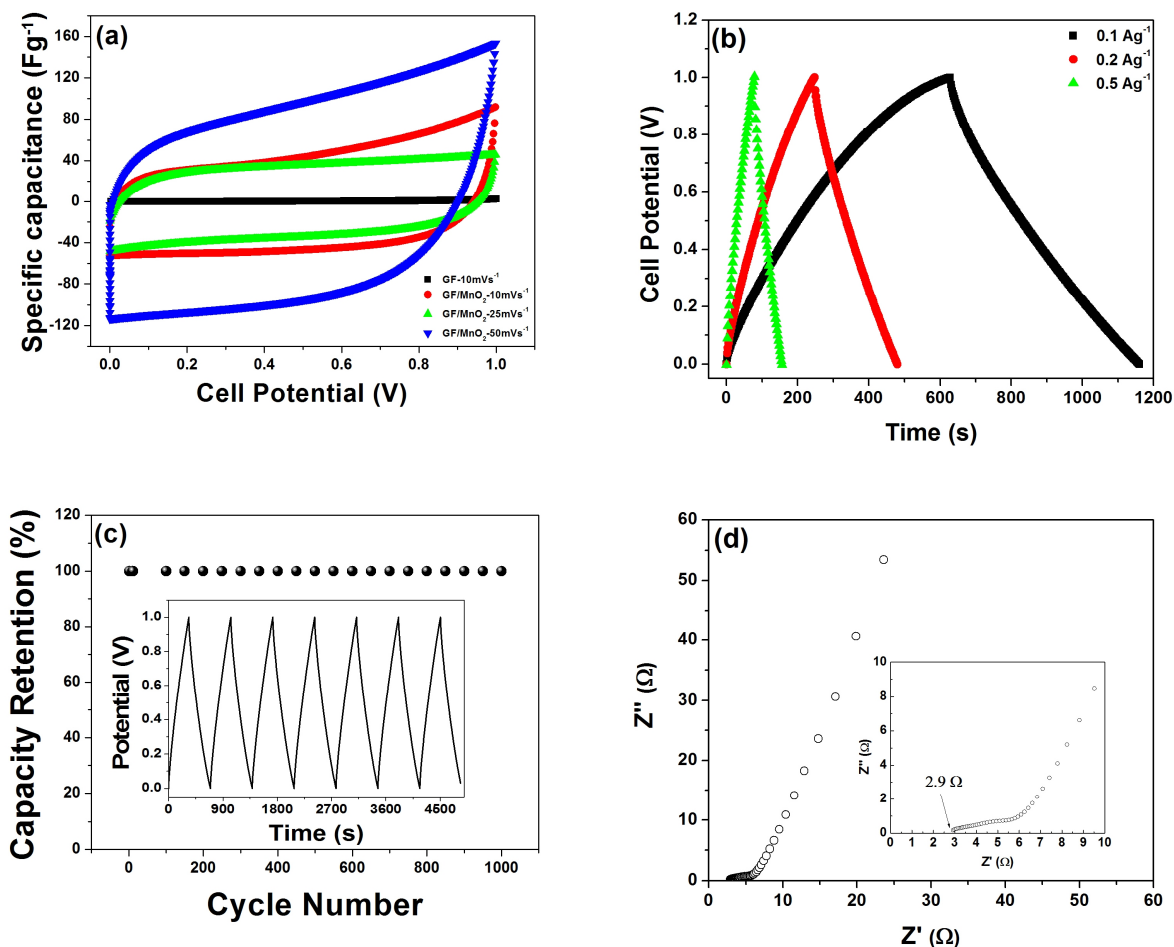 (a)
Specific capacitance (Fg⁻¹)
160
120
80
40
0
-40
-80
-120
0.0 0.2 0.4 0.6 0.8 1.0
Cell Potential (V)
GF-10mVs⁻¹
GF/MnO₂-10mVs⁻¹
GF/MnO₂-25mVs⁻¹
GF/MnO₂-50mVs⁻¹
(b)
Cell Potential (V)
1.2
1.0
0.8
0.6
0.4
0.2
0.0
0 200 400 600 800 1000 1200
Time (s)
0.1 Ag⁻¹
0.2 Ag⁻¹
0.5 Ag⁻¹
(c)
Capacity Retention (%)
120
100
80
60
40
20
0
0 200 400 600 800 1000
Cycle Number
Potential (V)
1.0
0.8
0.6
0.4
0.2
0.0
0 900 1800 2700 3600 4500
Time (s)
(d)
Z'' (Ω)
60
50
40
30
20
10
0
0 10 20 30 40 50 60
Z' (Ω)
Z'' (Ω)
10
8
6
4
2
0
0 1 2 3 4 5 6 7 8 9 10
Z' (Ω)
2.9 Ω